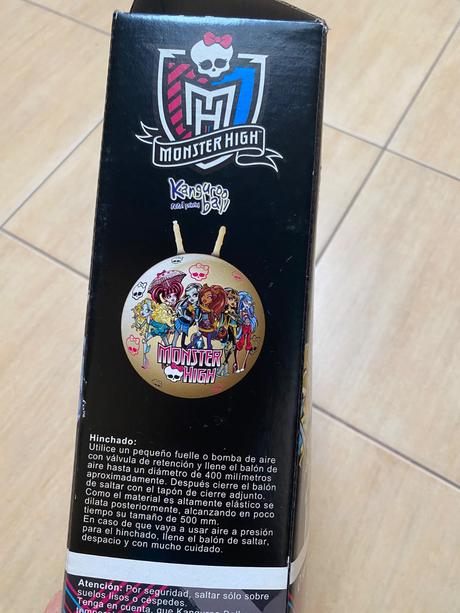 MONSTER HIGH
Kanguroo
ball
MONSTER
HIGH
Hinchado:
Utilice un pequeño fuelle o bomba de aire
con válvula de retención y llene el balón de
aire hasta un diámetro de 400 milímetros
aproximadamente. Después cierre el balón
de saltar con el tapón de cierre adjunto.
Como el material es altamente elástico se
dilata posteriormente, alcanzando en poco
tiempo su tamaño de 500 mm.
En caso de que vaya a usar aire a presión
para el hinchado, llene el balón de saltar,
despacio y con mucho cuidado.
Atención: Por seguridad, saltar sólo sobre
suelos lisos o céspedes.
Tenga en cuenta, que Kanguroo